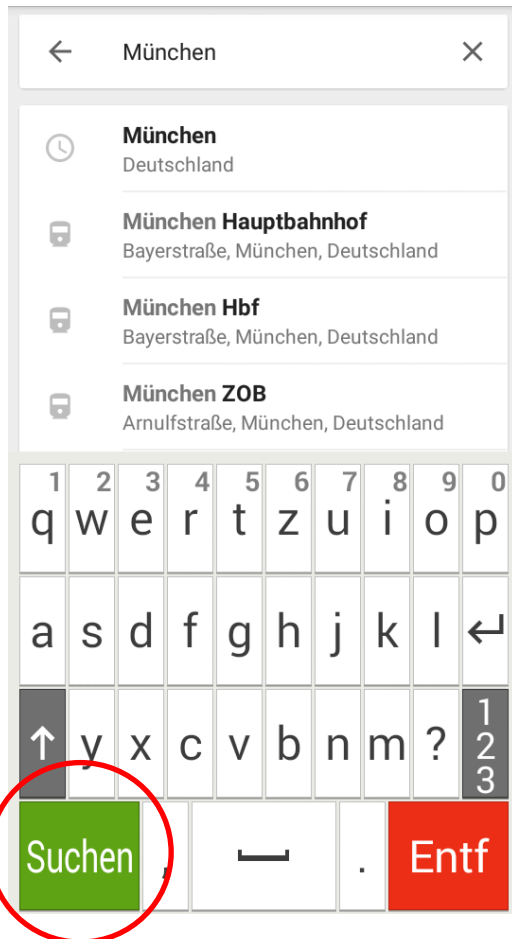 München
München
Deutschland
München Hauptbahnhof
Bayerstraße, München, Deutschland
München Hbf
Bayerstraße, München, Deutschland
München ZOB
Arnulfstraße, München, Deutschland
1 2 3 4 5 6 7 8 9 0
q w e r t z u i o p
a s d f g h j k l
y x c v b n m ? 1 2 3
Suchen , . Entf